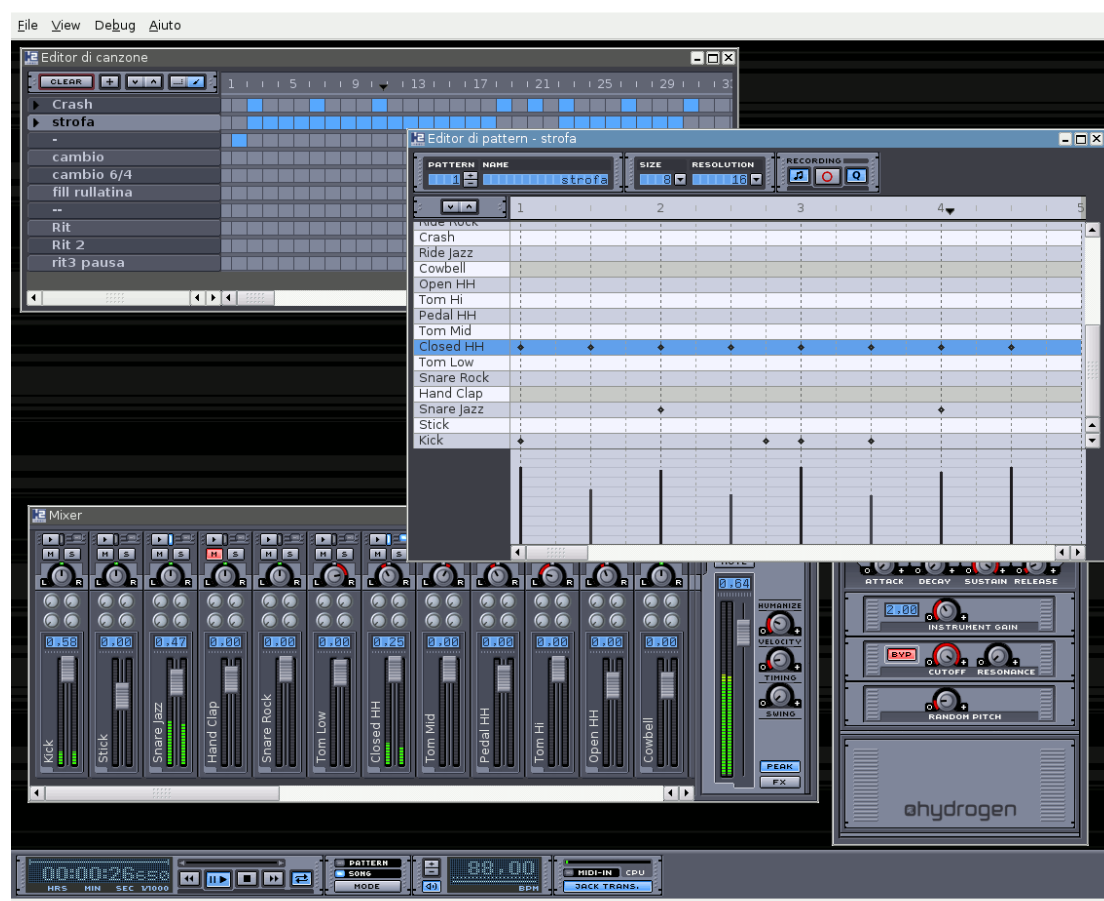 File View Debug Aiuto
Editor di canzone
CLEAR
1 5 9 13 17 21 25 29
Crash
strofa
-
cambio
cambio 6/4
fill rullatina
--
Rit
Rit 2
rit3 pausa
Editor di pattern - strofa
PATTERN NAME
1 strofa
SIZE RESOLUTION
8 16
RECORDING
Q
1 2 3 4 5
Ride Rock
Crash
Ride Jazz
Cowbell
Open HH
Tom Hi
Pedal HH
Tom Mid
Closed HH
Tom Low
Snare Rock
Hand Clap
Snare Jazz
Stick
Kick
Mixer
M S M S M S M S M S M S M S
L R L R L R L R L R L R L R L R L R L R L R L R
0.58 0.00 0.47 0.00 0.00 0.00 0.25 0.00 0.00 0.00 0.00 0.00
Kick
Stick
Snare Jazz
Hand Clap
Snare Rock
Tom Low
Closed HH
Tom Mid
Pedal HH
Tom Hi
Open HH
Cowbell
MUTE
0.64
HUMANIZE
VELOCITY
TIMING
SWING
PEAK
FX
ATTACK DECAY SUSTAIN RELEASE
2.00
INSTRUMENT GAIN
BYP
CUTOFF RESONANCE
RANDOM PITCH
hydrogen
00:00:26650
HRS MIN SEC 1/1000
PATTERN
SONG
MODE
88.00
BPM
MIDI-IN CPU
JACK TRANS.